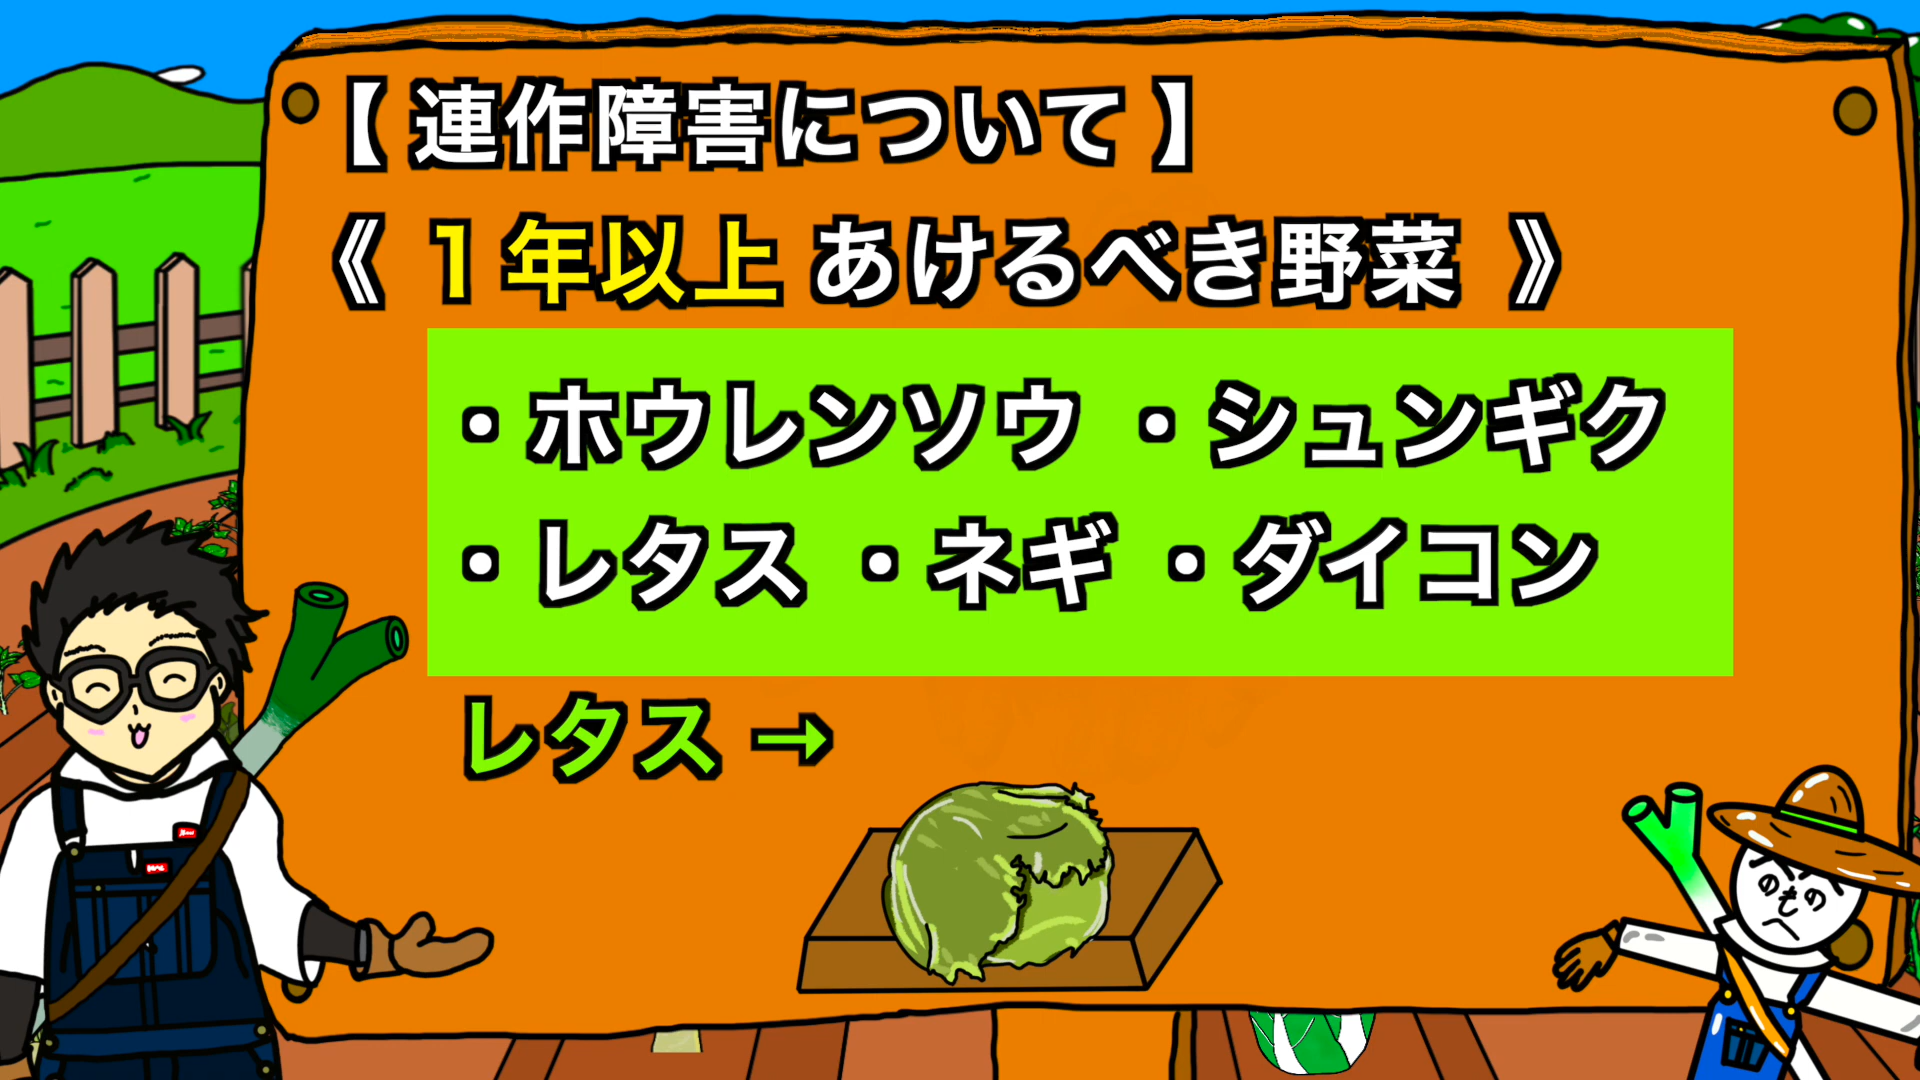 【 連作障害について 】
《 １年以上 あけるべき野菜 》
・ホウレンソウ ・シュンギク
・レタス ・ネギ ・ダイコン
レタス →